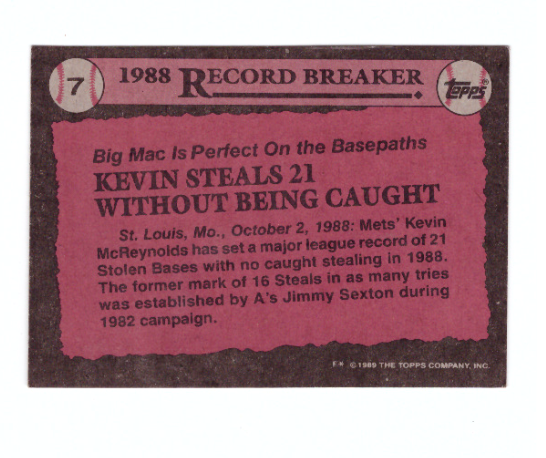 7 1988 RECORD BREAKER Topps®
Big Mac Is Perfect On the Basepaths
KEVIN STEALS 21
WITHOUT BEING CAUGHT
St. Louis, Mo., October 2, 1988: Mets' Kevin
McReynolds has set a major league record of 21
Stolen Bases with no caught stealing in 1988.
The former mark of 16 Steals in as many tries
was established by A's Jimmy Sexton during
1982 campaign.
© 1989 THE TOPPS COMPANY, INC.